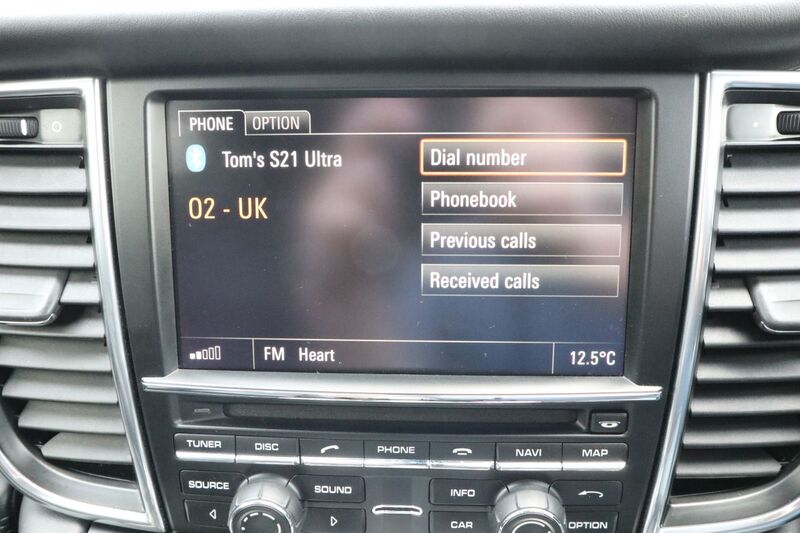 PHONE OPTION
Tom's S21 Ultra
O2 - UK
Dial number
Phonebook
Previous calls
Received calls
FM Heart 12.5°C
TUNER DISC PHONE NAVI MAP
SOURCE SOUND INFO
CAR OPTION